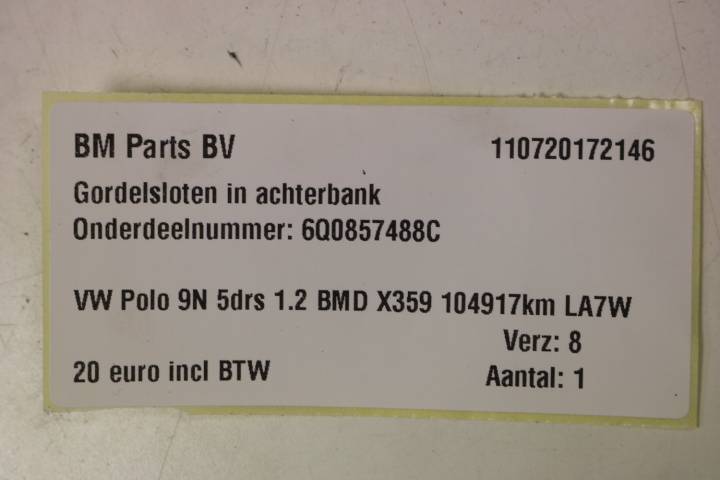 BM Parts BV 110720172146
Gordelsloten in achterbank
Onderdeelnummer: 6Q0857488C
VW Polo 9N 5drs 1.2 BMD X359 104917km LA7W
Verz: 8
20 euro incl BTW Aantal: 1